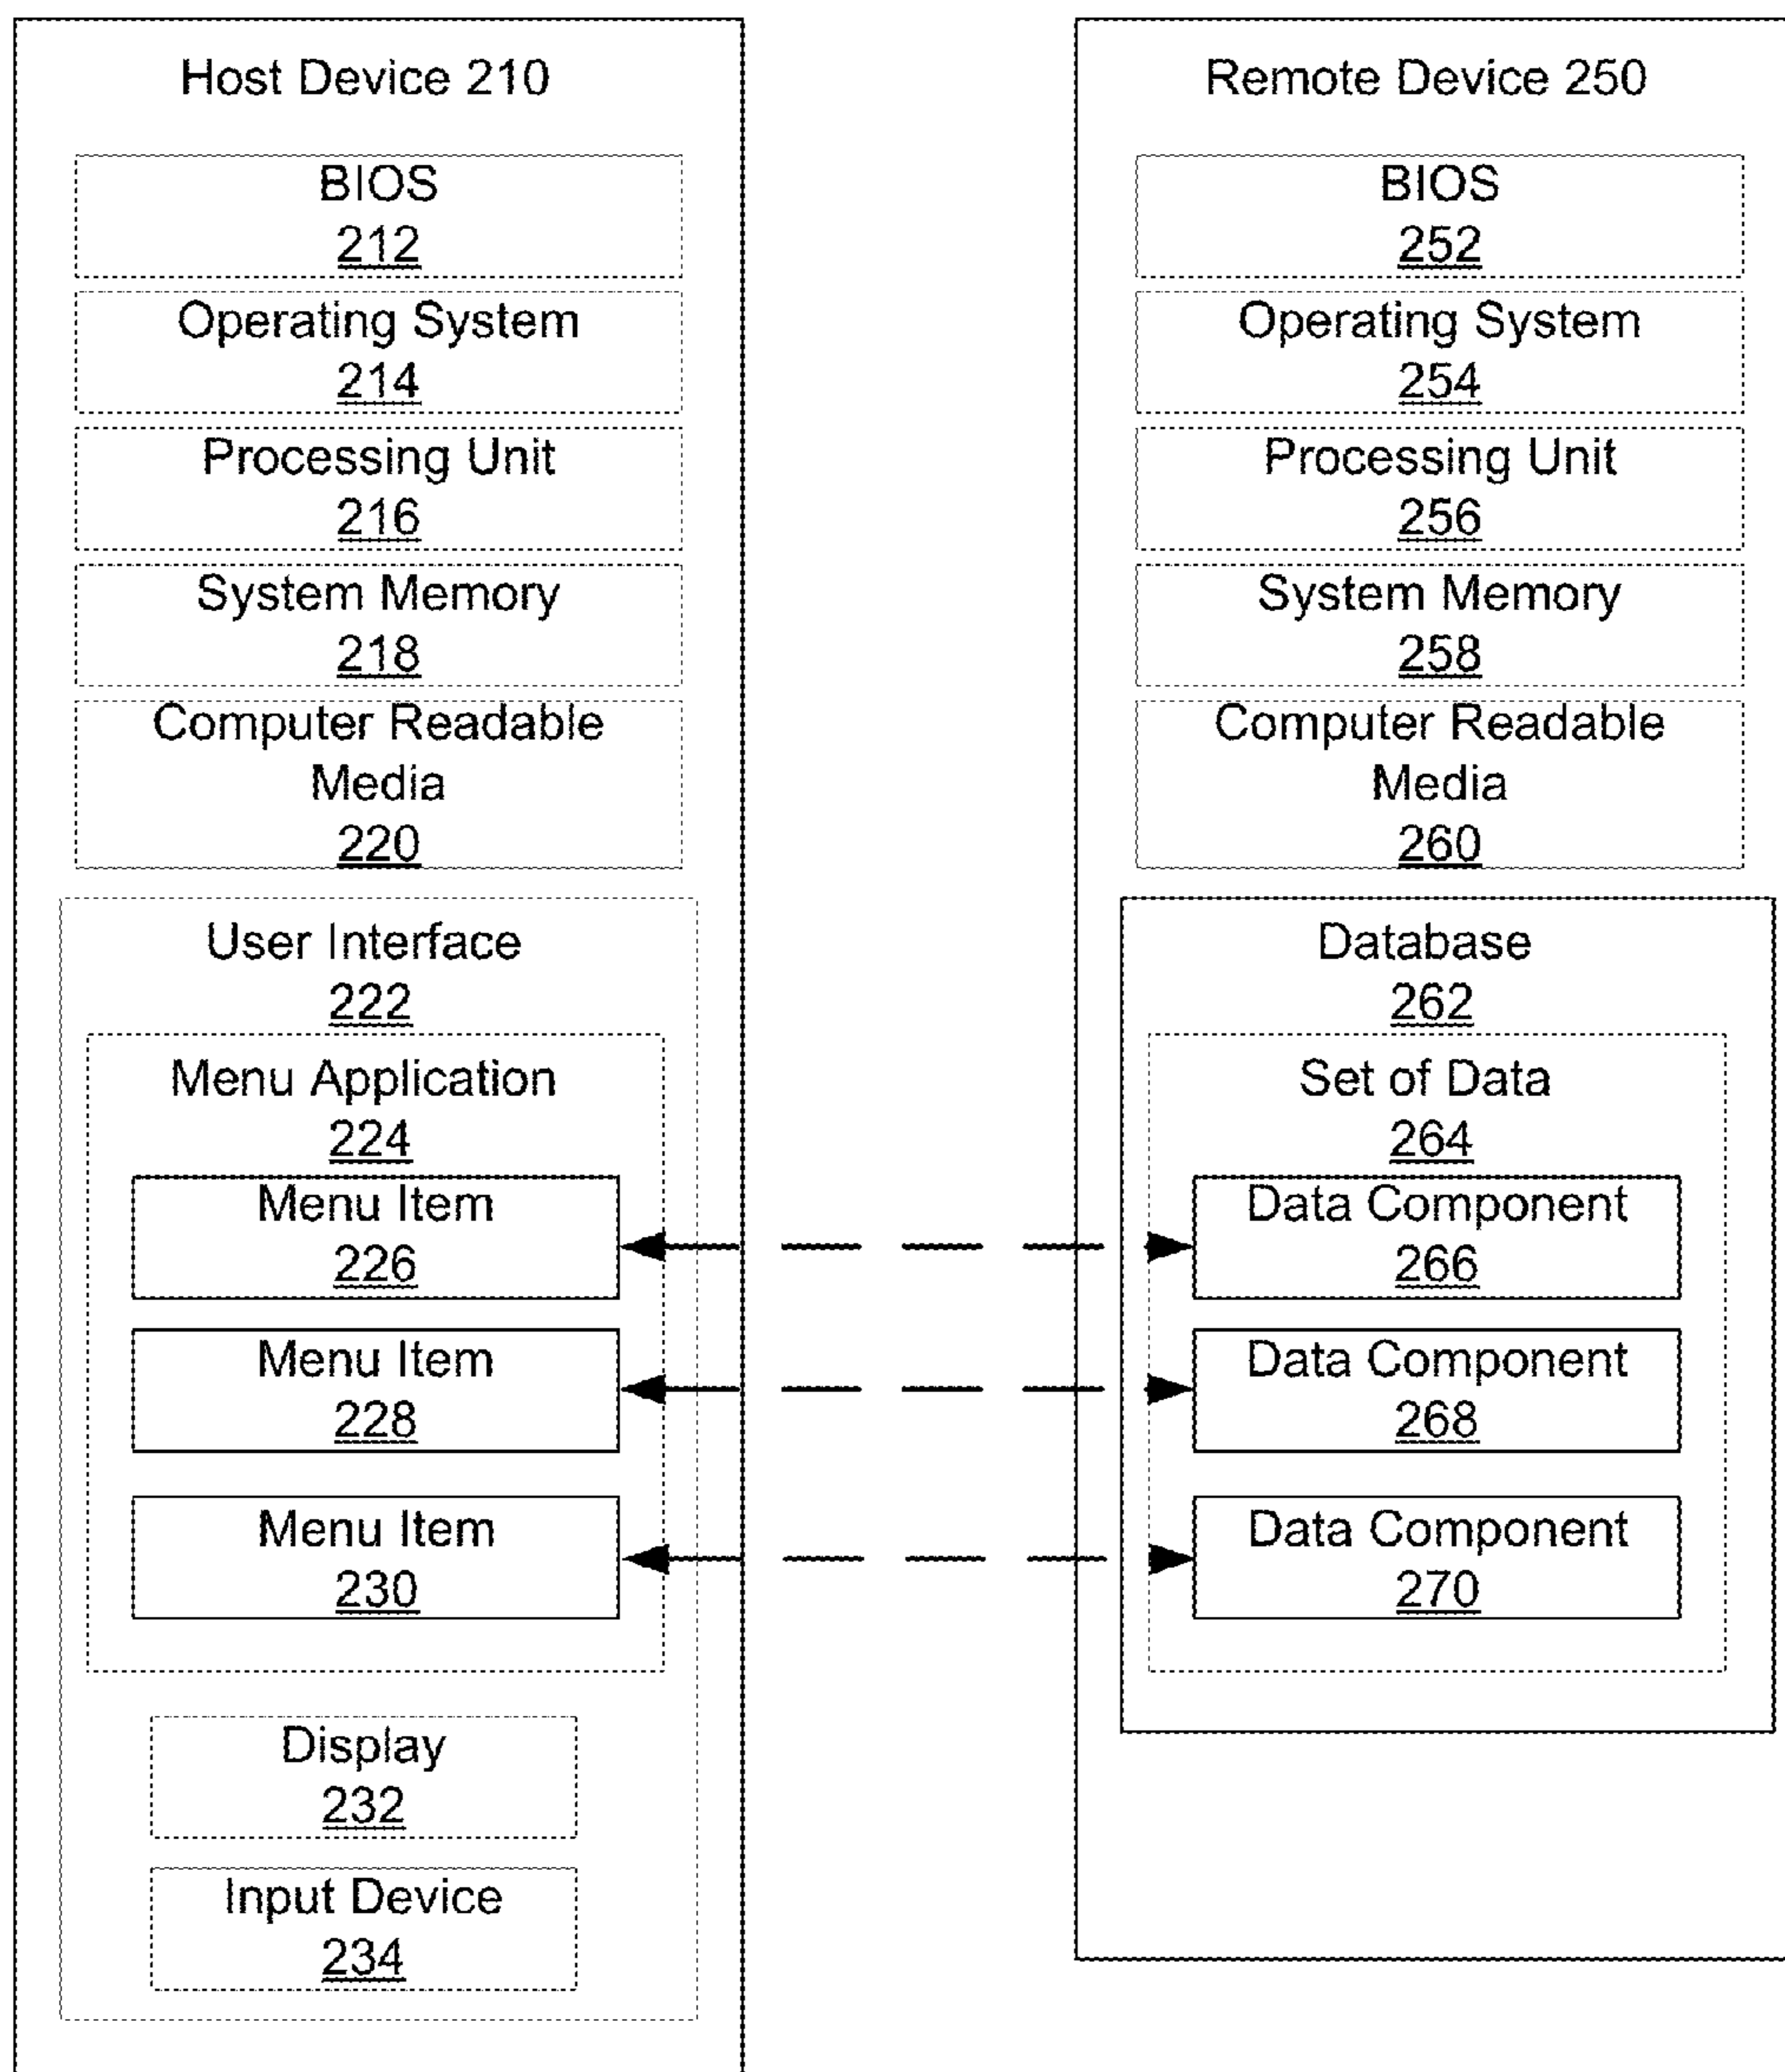 Host Device 210
BIOS
212
Operating System
214
Processing Unit
216
System Memory
218
Computer Readable
Media
220
User Interface
222
Menu Application
224
Menu Item
226
Menu Item
228
Menu Item
230
Display
232
Input Device
234
Remote Device 250
BIOS
252
Operating System
254
Processing Unit
256
System Memory
258
Computer Readable
Media
260
Database
262
Set of Data
264
Data Component
266
Data Component
268
Data Component
270